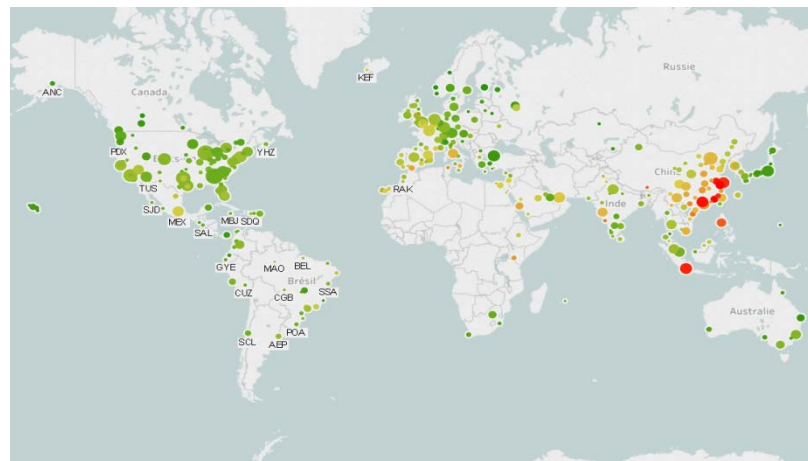 Russie
KEF
ANC
Canada
PDX
YHZ
Chine
TUS
RAK
Inde
SJD
MBJ
SDQ
MEX
SAL
GYE
MAO
BEL
Brésil
CUZ
CGB
SSA
Australie
POA
SCL
AEP